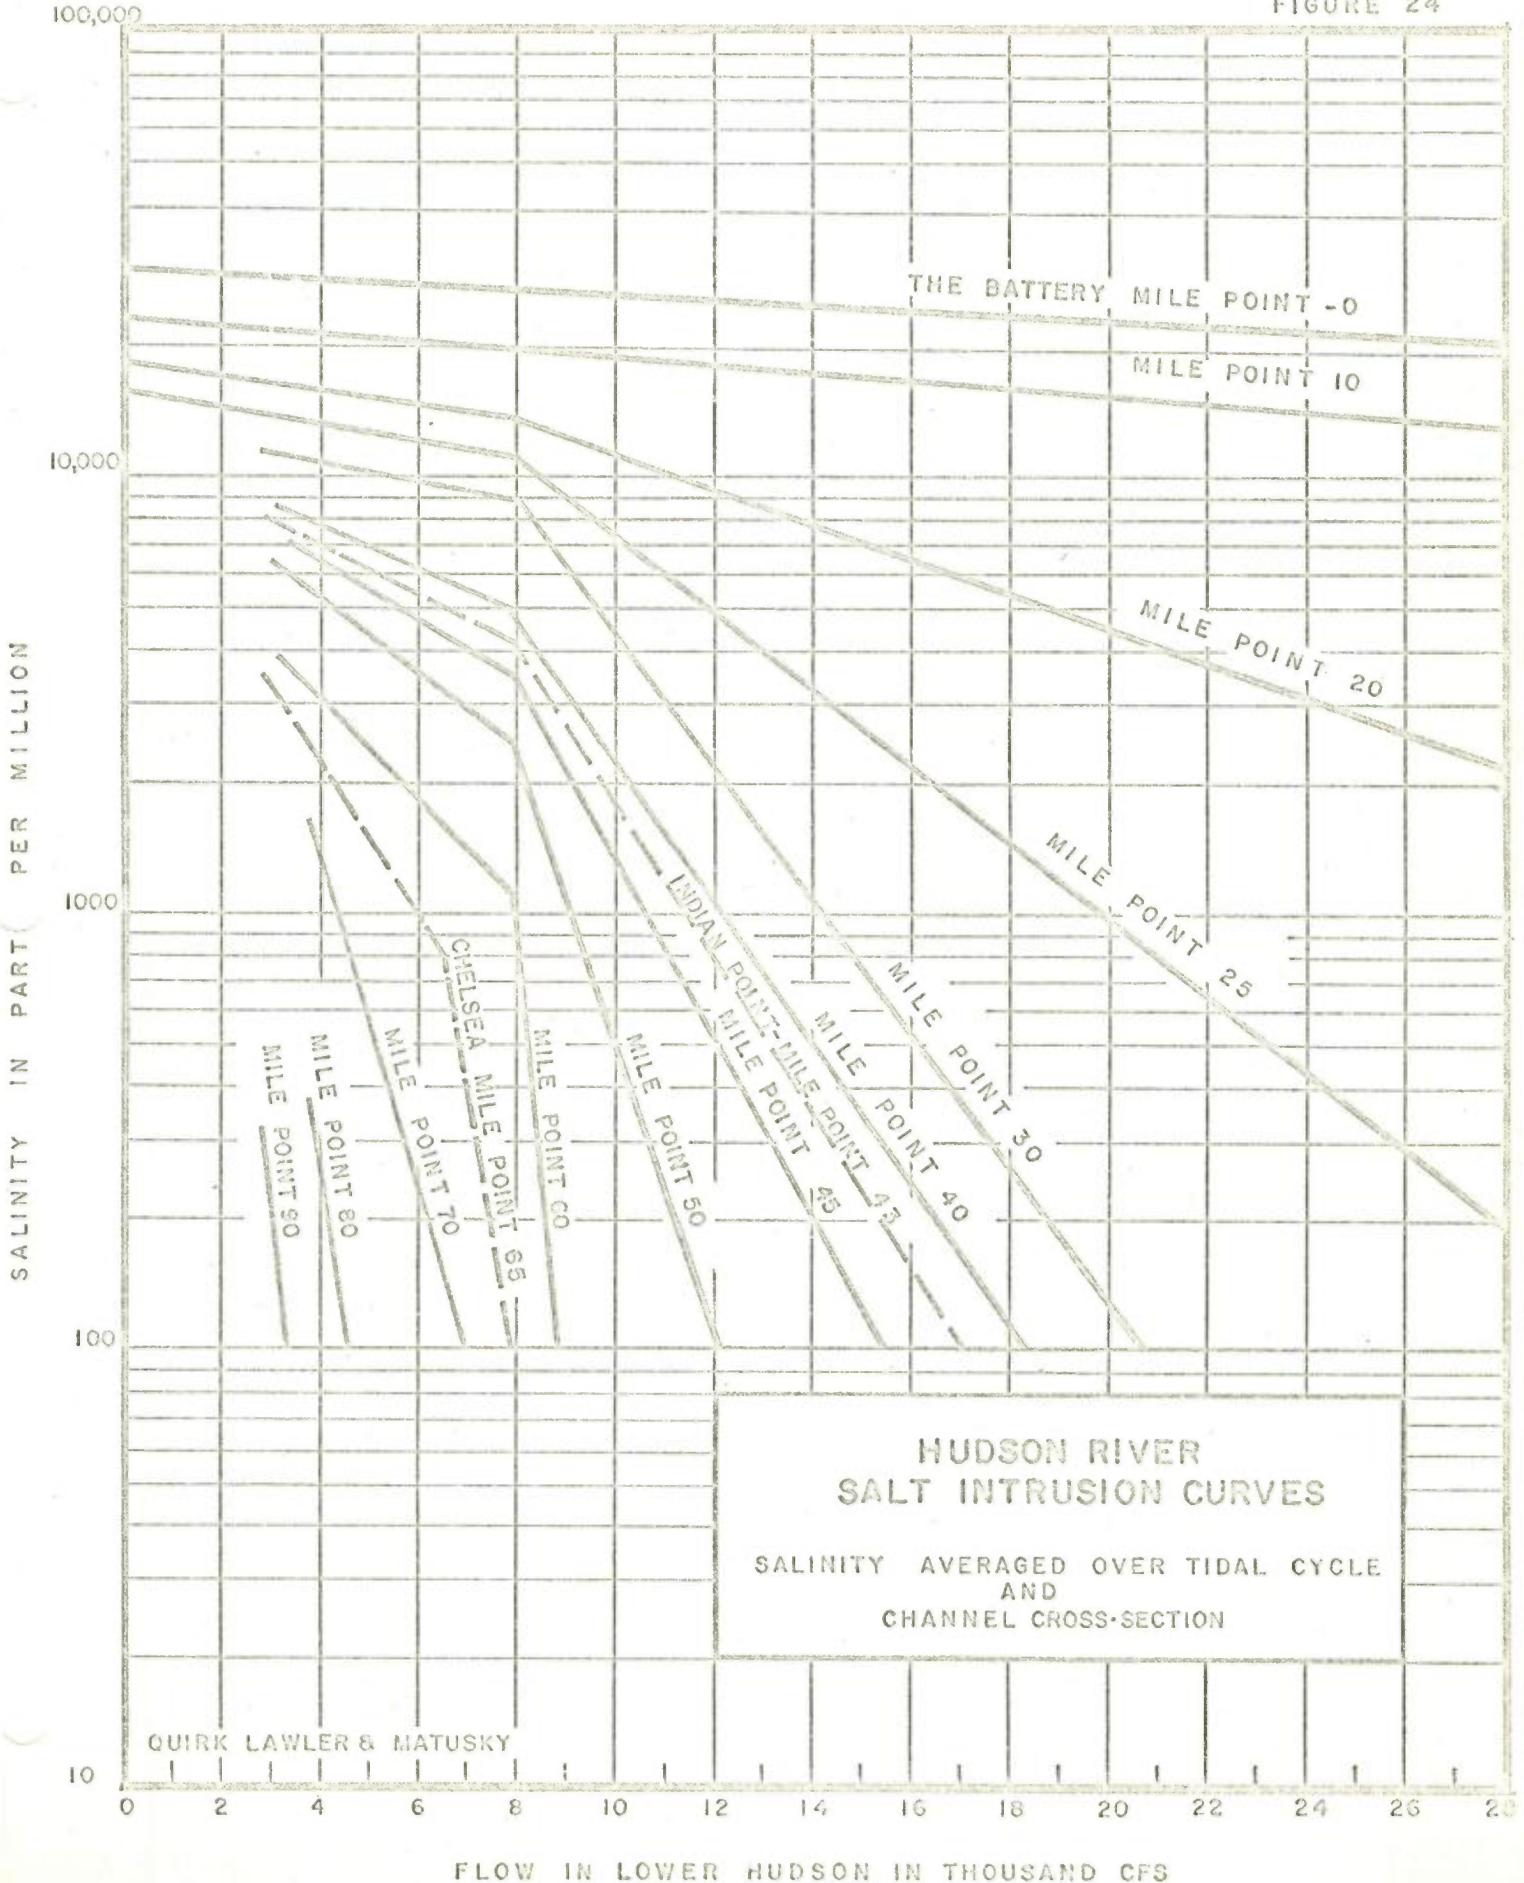 FIGURE 24
100,000
10,000
1000
100
10
SALINITY IN PART PER MILLION
THE BATTERY MILE POINT -0
MILE POINT 10
MILE POINT 20
MILE POINT 25
MILE POINT 30
MILE POINT 40
INDIAN POINT-MILE POINT 43
MILE POINT 45
MILE POINT 50
MILE POINT 60
CHELSEA MILE POINT 65
MILE POINT 70
MILE POINT 80
MILE POINT 90
HUDSON RIVER
SALT INTRUSION CURVES
SALINITY AVERAGED OVER TIDAL CYCLE
AND
CHANNEL CROSS-SECTION
QUIRK LAWLER & MATUSKY
0 2 4 6 8 10 12 14 16 18 20 22 24 26 28
FLOW IN LOWER HUDSON IN THOUSAND CFS